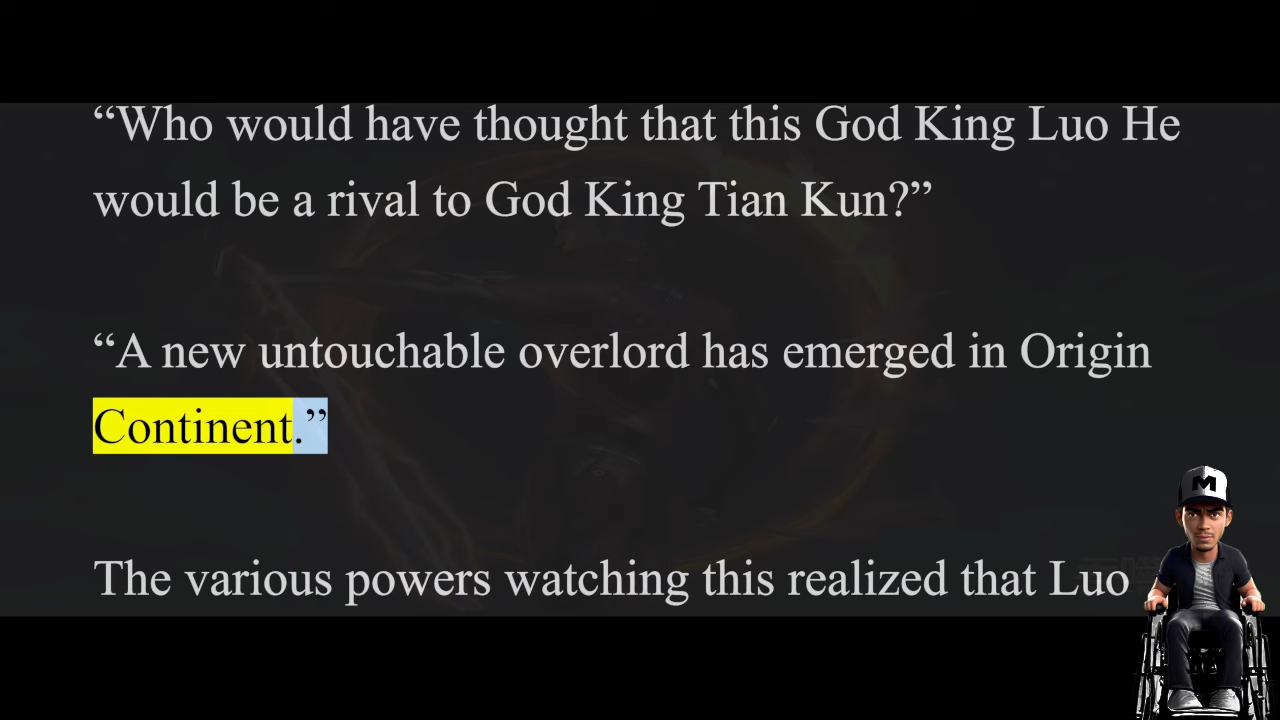 “Who would have thought that this God King Luo He
would be a rival to God King Tian Kun?”
“A new untouchable overlord has emerged in Origin
Continent.”
The various powers watching this realized that Luo
M